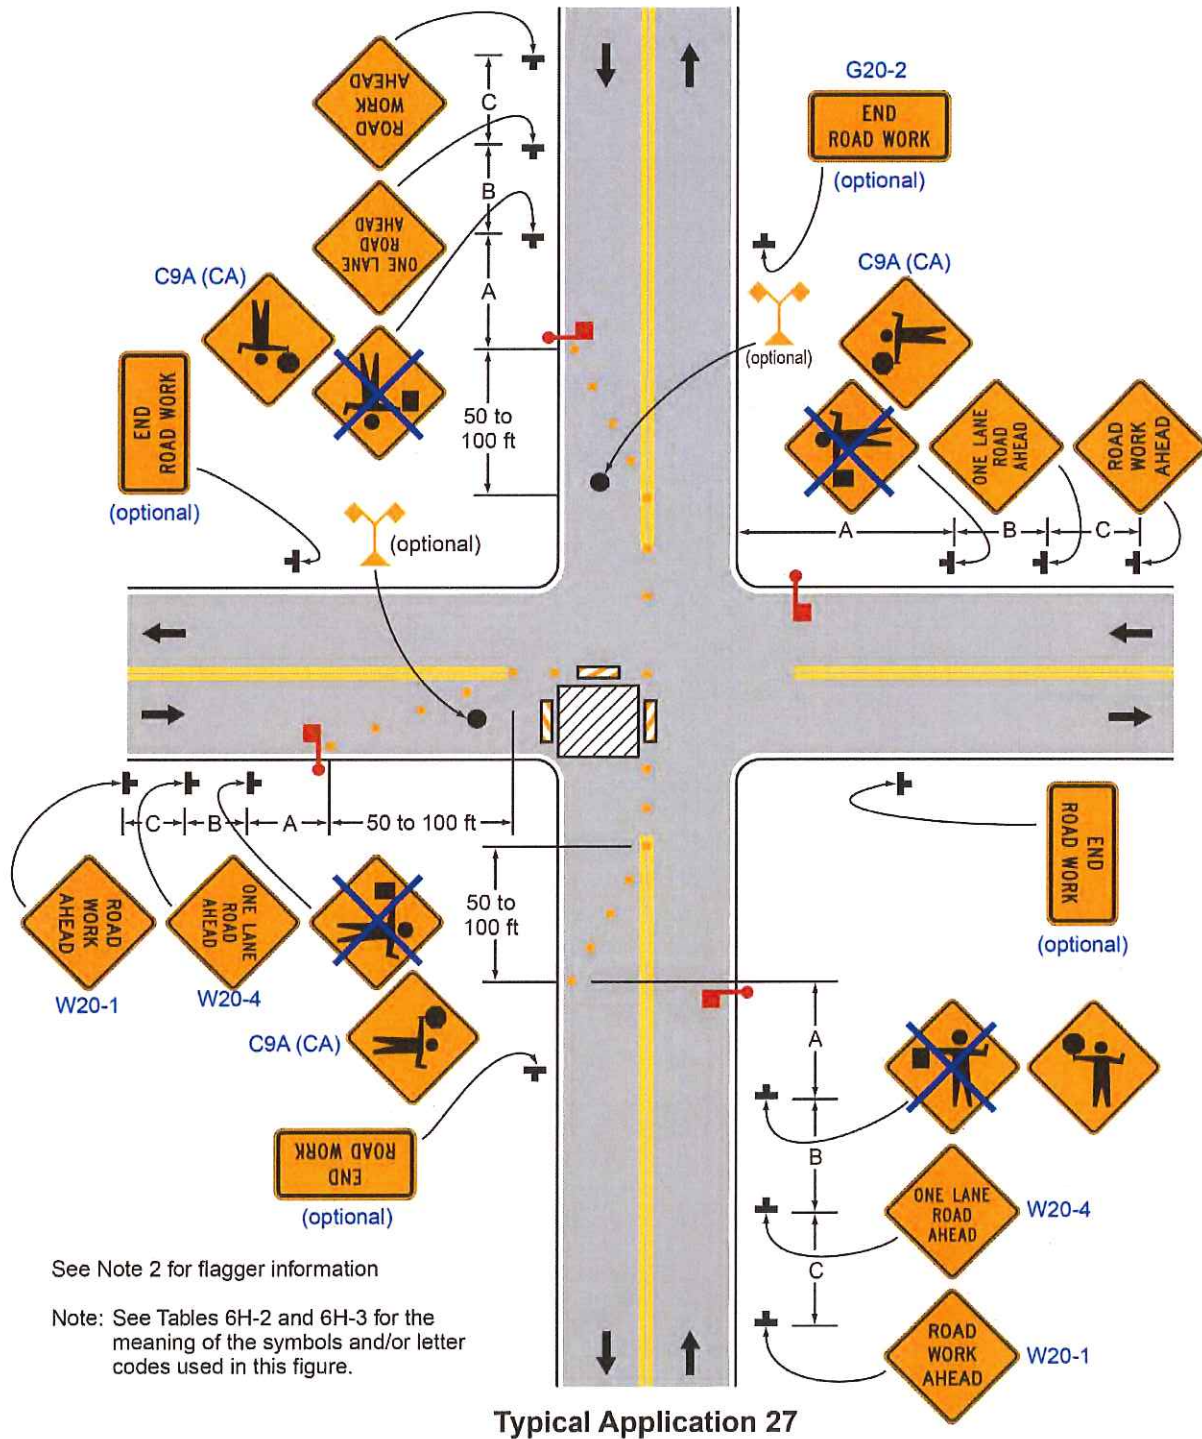 ROAD
WORK
AHEAD
C
G20-2
END
ROAD WORK
(optional)
ONE LANE
ROAD
AHEAD
B
C9A (CA)
A
C9A (CA)
(optional)
END
ROAD WORK
(optional)
50 to
100 ft
ONE LANE
ROAD
AHEAD
ROAD
WORK
AHEAD
A
B
C
(optional)
C
B
A
50 to 100 ft
ROAD
WORK
AHEAD
W20-1
ONE LANE
ROAD
AHEAD
W20-4
50 to
100 ft
C9A (CA)
END
ROAD WORK
(optional)
A
END
ROAD WORK
(optional)
B
ONE LANE
ROAD
AHEAD
W20-4
C
ROAD
WORK
AHEAD
W20-1
See Note 2 for flagger information
Note: See Tables 6H-2 and 6H-3 for the
meaning of the symbols and/or letter
codes used in this figure.
Typical Application 27